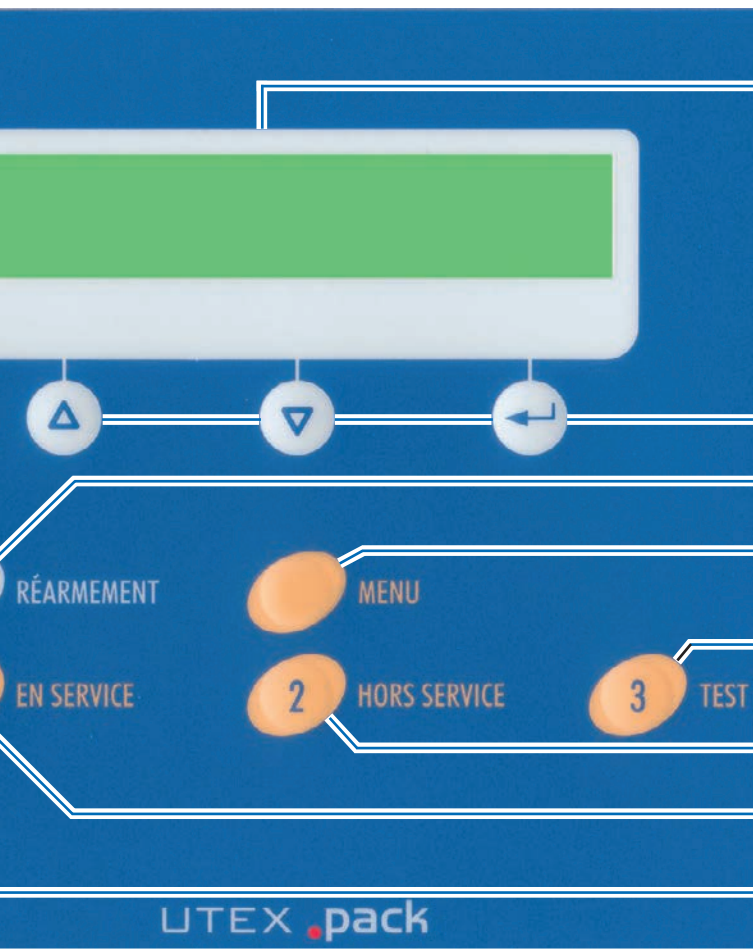 RÉARMEMENT
MENU
EN SERVICE
2 HORS SERVICE
3 TEST
UTEX .pack